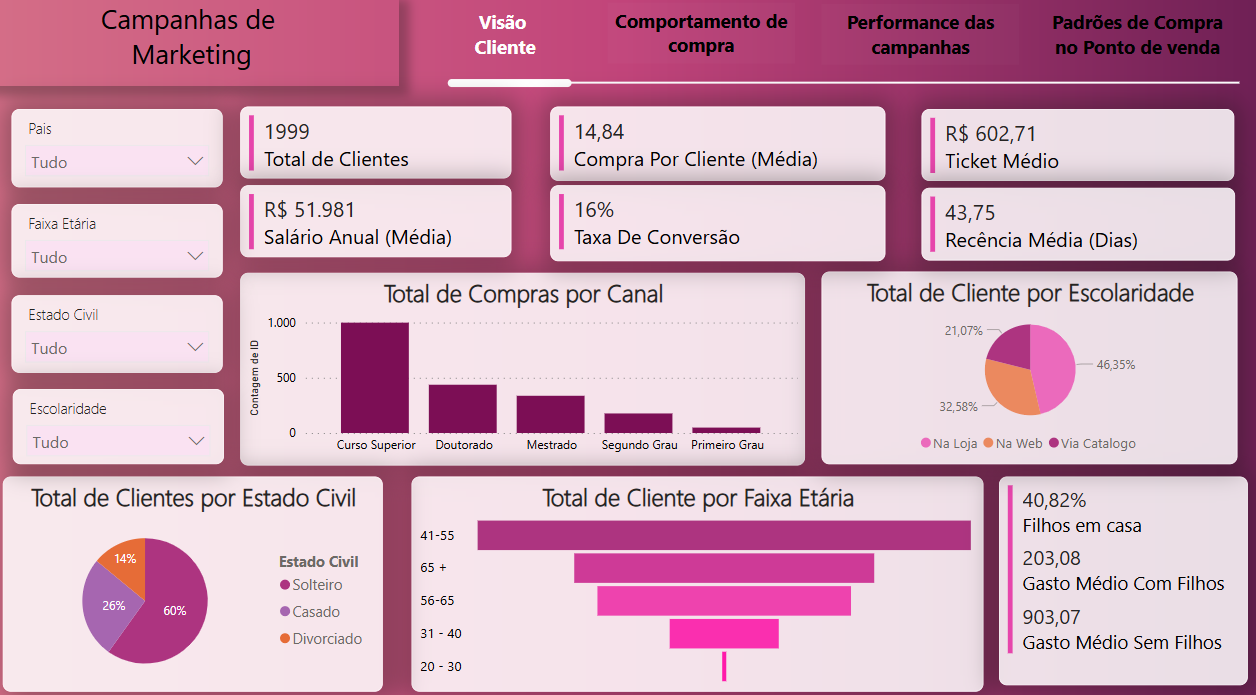 Campanhas de
Marketing
Visão
Cliente
Comportamento de
compra
Performance das
campanhas
Padrões de Compra
no Ponto de venda
Pais
Tudo
Faixa Etária
Tudo
Estado Civil
Tudo
Escolaridade
Tudo
1999
Total de Clientes
14,84
Compra Por Cliente (Média)
R$ 602,71
Ticket Médio
R$ 51.981
Salário Anual (Média)
16%
Taxa De Conversão
43,75
Recência Média (Dias)
Total de Compras por Canal
Contagem de ID
1.000
500
0
Curso Superior
Doutorado
Mestrado
Segundo Grau
Primeiro Grau
Total de Cliente por Escolaridade
21,07%
46,35%
32,58%
Na Loja
Na Web
Via Catalogo
Total de Clientes por Estado Civil
14%
26%
60%
Estado Civil
Solteiro
Casado
Divorciado
Total de Cliente por Faixa Etária
41-55
65 +
56-65
31 - 40
20 - 30
40,82%
Filhos em casa
203,08
Gasto Médio Com Filhos
903,07
Gasto Médio Sem Filhos